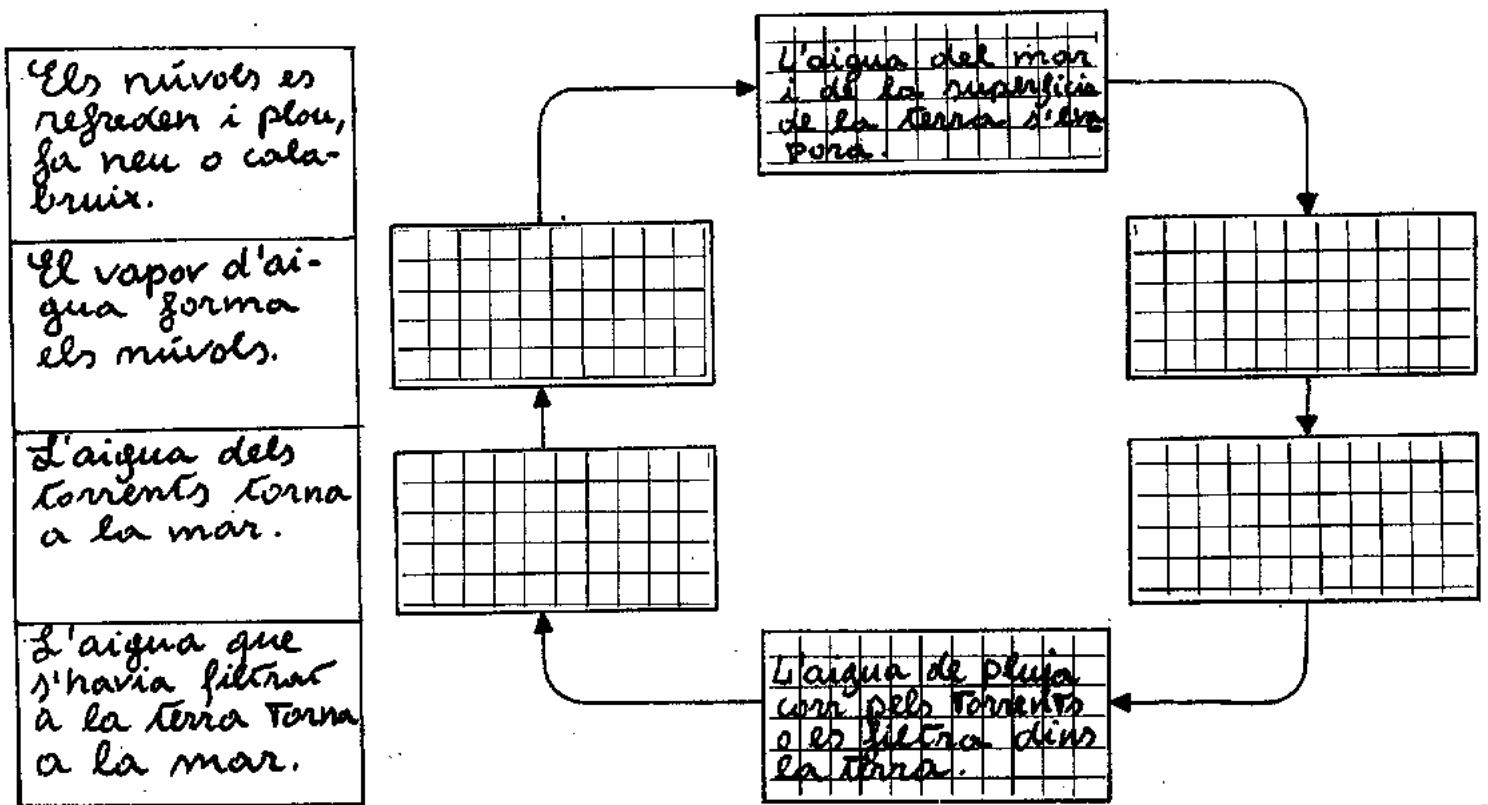 Els núvols es
refreden i plou,
fa neu o cala-
bruix.
El vapor d'ai-
gua forma
els núvols.
L'aigua dels
torrents torna
a la mar.
L'aigua que
s'havia filtrat
a la terra torna
a la mar.
L'aigua del mar
i de la superfície
de la terra s'eva
pora.
L'aigua de pluja
corr pels torrents
o es filtra dins
la terra.